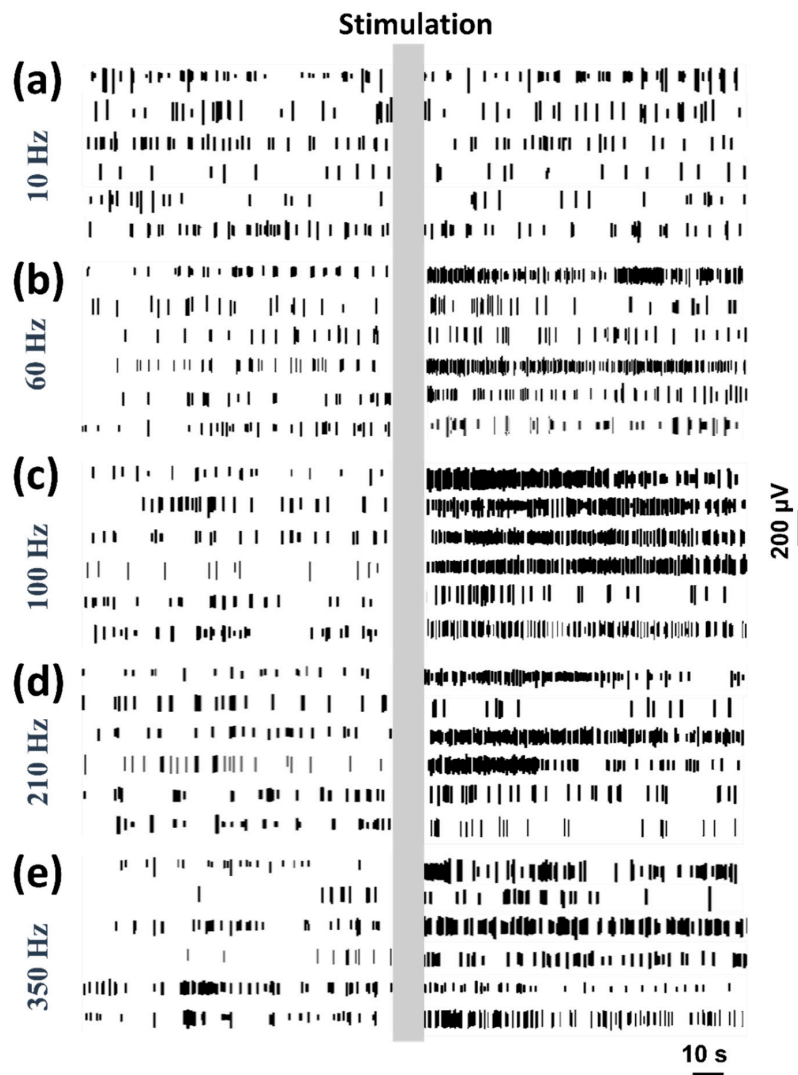 Stimulation
(a)
10 Hz
(b)
60 Hz
(c)
100 Hz
200 µV
(d)
210 Hz
(e)
350 Hz
10 s